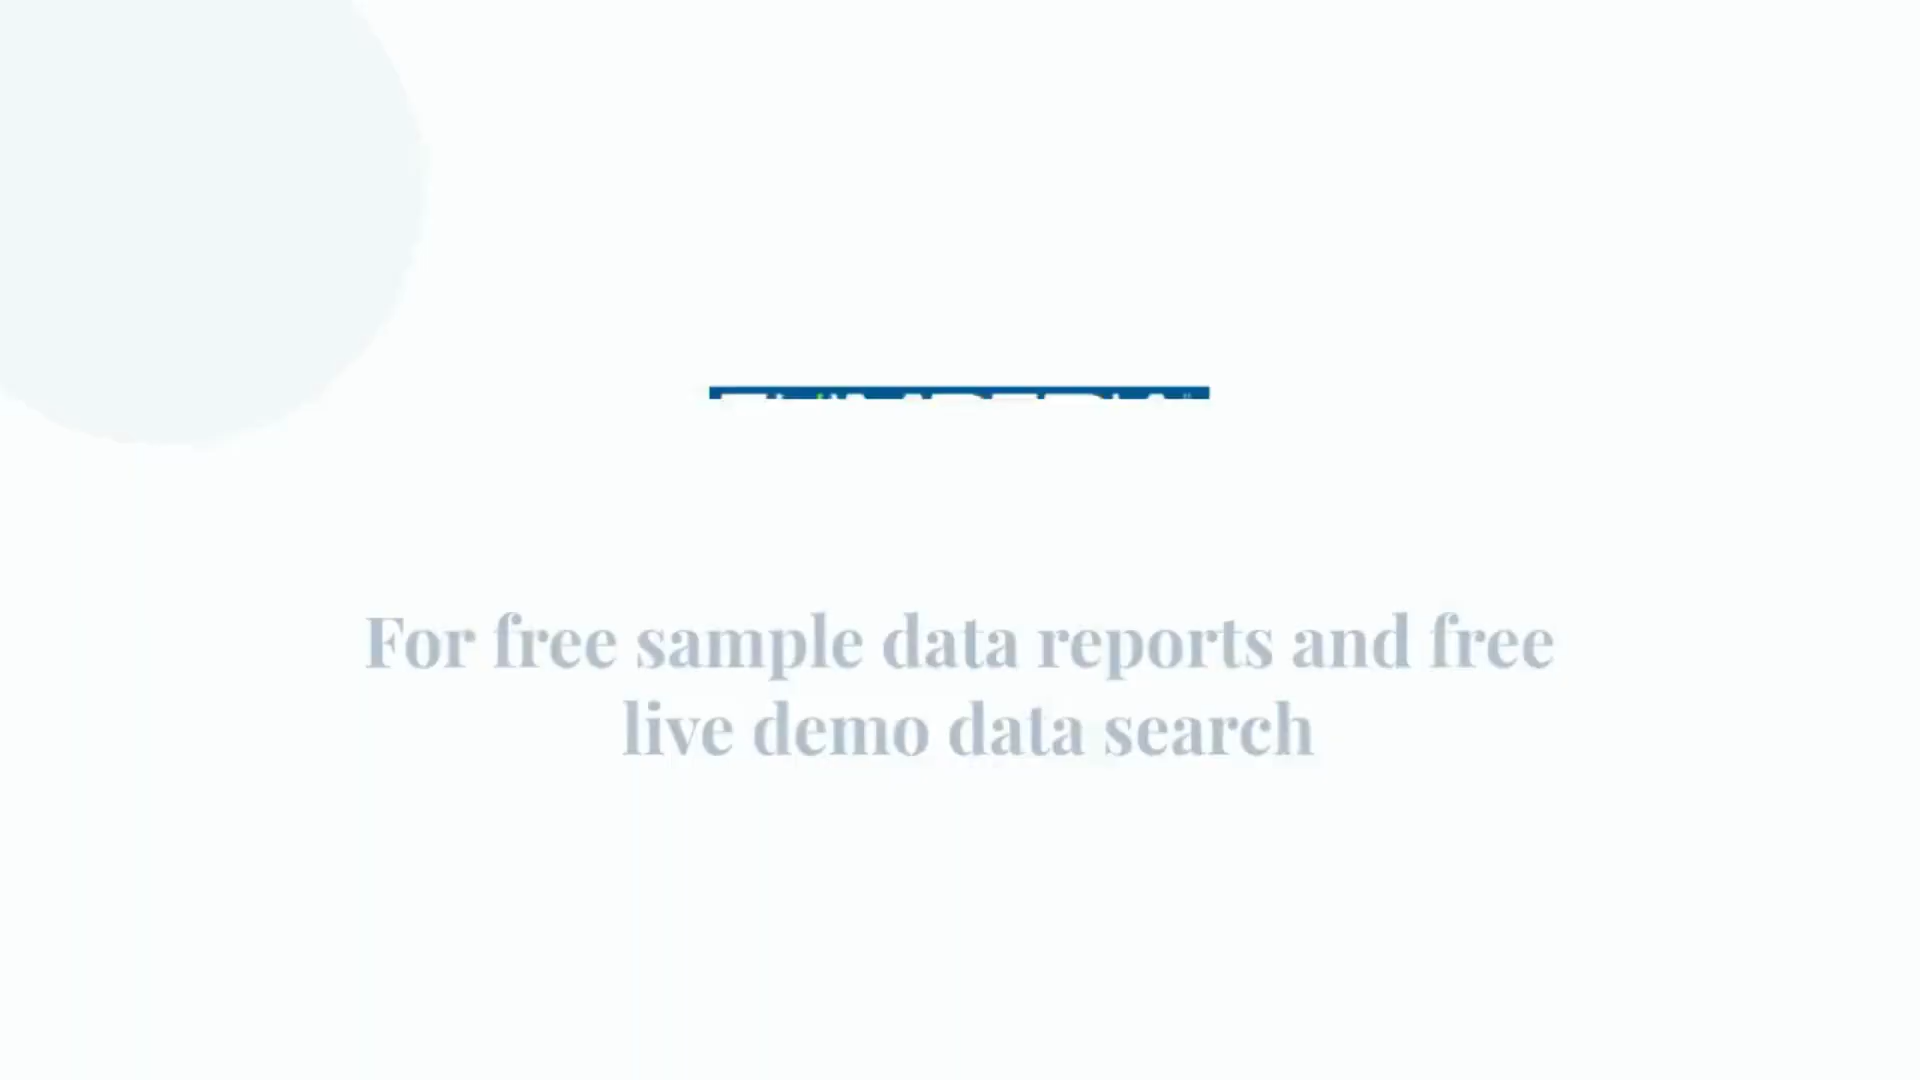 For free sample data reports and free
live demo data search